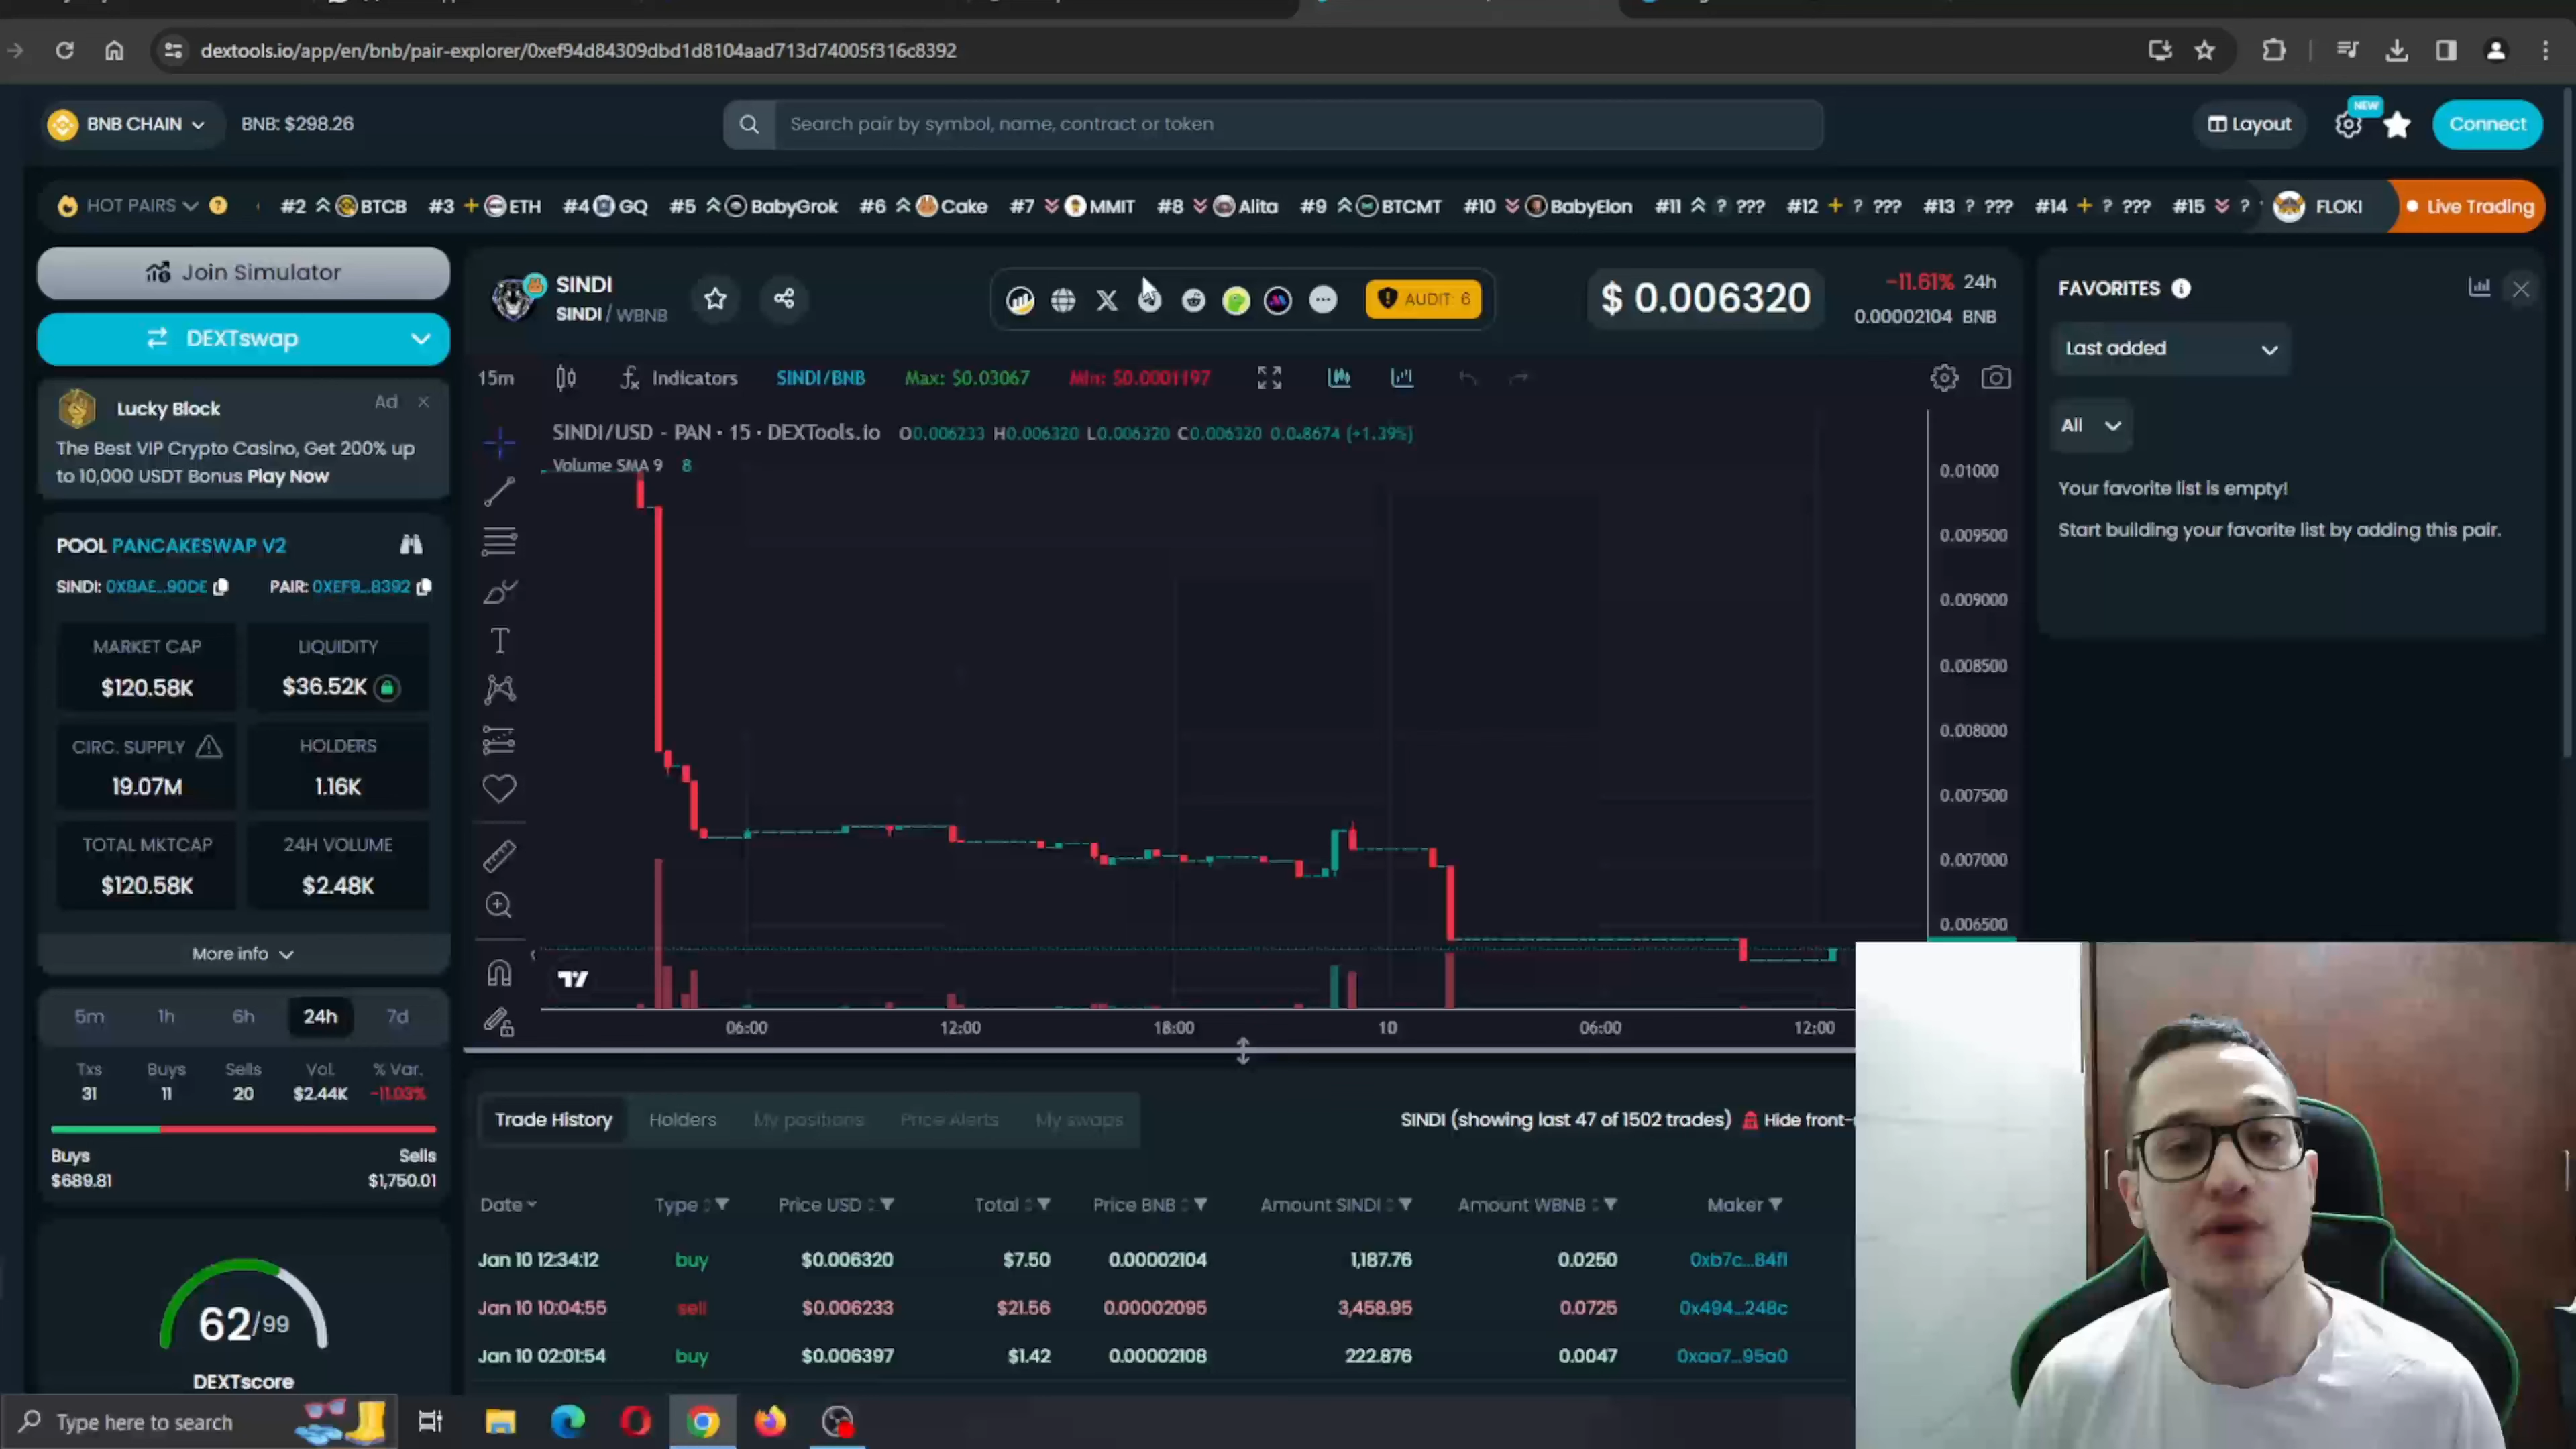 dextools.io/app/en/bnb/pair-explorer/0xef94d84309dbd1d8104aad713d74005f316c8392
BNB CHAIN BNB: $298.26 Search pair by symbol, name, contract or token Layout NEW Connect
HOT PAIRS ? #2 BTCB #3 ETH #4 GQ #5 BabyGrok #6 Cake #7 MMIT #8 Alita #9 BTCMT #10 BabyElon #11 ? ??? #12 ? ??? #13 ? ??? #14 ? ??? #15 ? FLOKI Live Trading
Join Simulator
DEXTswap
Lucky Block Ad
The Best VIP Crypto Casino, Get 200% up
to 10,000 USDT Bonus Play Now
POOL PANCAKESWAP V2
SINDI: 0X8AE...90DE PAIR: 0XEF9...8392
MARKET CAP LIQUIDITY
$120.58K $36.52K
CIRC. SUPPLY HOLDERS
19.07M 1.16K
TOTAL MKTCAP 24H VOLUME
$120.58K $2.48K
More info
5m 1h 6h 24h 7d
Txs Buys Sells Vol. % Var.
31 11 20 $2.44K -11.03%
Buys Sells
$689.81 $1,750.01
62/99
DEXTscore
SINDI
SINDI / WBNB
AUDIT: 6
$ 0.006320
-11.61% 24h
0.00002104 BNB
15m Indicators SINDI/BNB Max: $0.03067 Min: $0.0001197
SINDI/USD - PAN · 15 · DEXTools.io O0.006233 H0.006320 L0.006320 C0.006320 0.0₄8674 (+1.39%)
Volume SMA 9 8
0.01000
0.009500
0.009000
0.008500
0.008000
0.007500
0.007000
0.006500
06:00 12:00 18:00 10 06:00 12:00
FAVORITES
Last added
All
Your favorite list is empty!
Start building your favorite list by adding this pair.
Trade History Holders My positions Price Alerts My swaps
SINDI (showing last 47 of 1502 trades) Hide front-
Date Type Price USD Total Price BNB Amount SINDI Amount WBNB Maker
Jan 10 12:34:12 buy $0.006320 $7.50 0.00002104 1,187.76 0.0250 0xb7c...84f1
Jan 10 10:04:55 sell $0.006233 $21.56 0.00002095 3,458.95 0.0725 0x494...248c
Jan 10 02:01:54 buy $0.006397 $1.42 0.00002108 222.876 0.0047 0xaa7...95a0
Type here to search